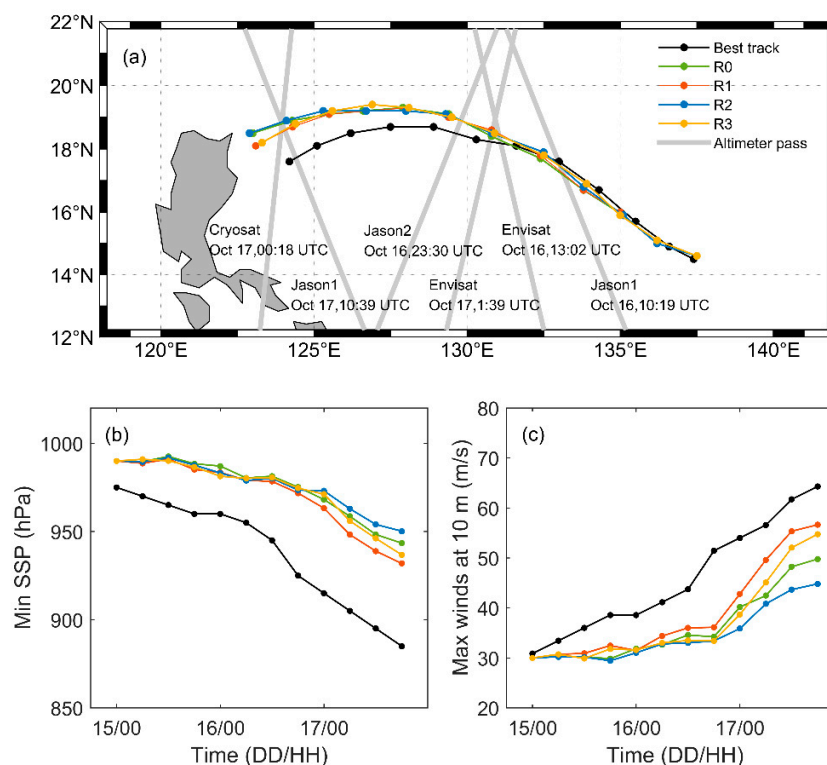 22°N
20°N
18°N
16°N
14°N
12°N
(a)
Best track
R0
R1
R2
R3
Altimeter pass
Cryosat
Oct 17,00:18 UTC
Jason2
Oct 16,23:30 UTC
Envisat
Oct 16,13:02 UTC
Jason1
Oct 17,10:39 UTC
Envisat
Oct 17,1:39 UTC
Jason1
Oct 16,10:19 UTC
120°E
125°E
130°E
135°E
140°E
(b)
Min SSP (hPa)
1000
950
900
850
15/00
16/00
17/00
Time (DD/HH)
(c)
Max winds at 10 m (m/s)
80
70
60
50
40
30
20
15/00
16/00
17/00
Time (DD/HH)